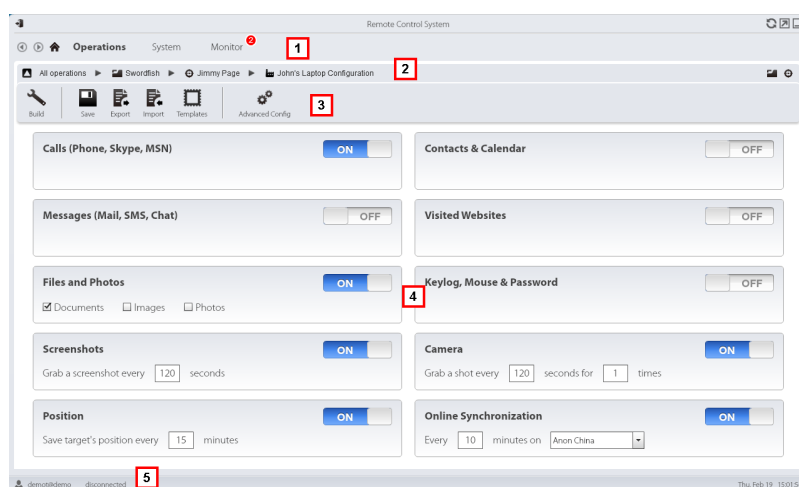 Remote Control System
Operations System Monitor 2 1
All operations Swordfish Jimmy Page John's Laptop Configuration 2
Build Save Export Import Templates Advanced Config 3
Calls (Phone, Skype, MSN) ON
Contacts & Calendar OFF
Messages (Mail, SMS, Chat) OFF
Visited Websites OFF
Files and Photos ON
Documents Images Photos
4
Keylog, Mouse & Password OFF
Screenshots ON
Grab a screenshot every 120 seconds
Camera ON
Grab a shot every 120 seconds for 1 times
Position ON
Save target's position every 15 minutes
Online Synchronization ON
Every 10 minutes on Anon China
disconnected 5
Thu Feb 19 15:01:5